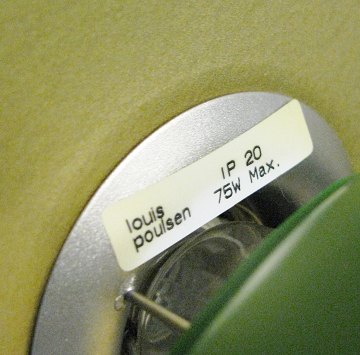 louis
poulsen
IP 20
75W Max.